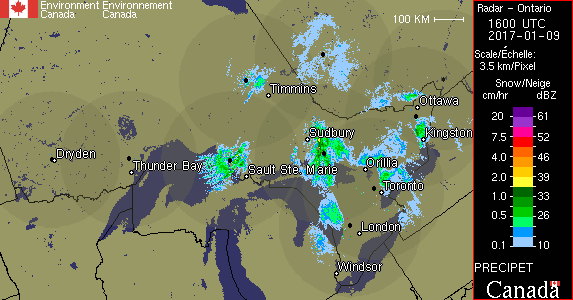 Environment Environnement
Canada Canada
100 KM
Timmins
Ottawa
Sudbury
Kingston
Dryden
Thunder Bay
Sault Ste. Marie
Orillia
Toronto
London
Windsor
Radar - Ontario
1600 UTC
2017-01-09
Scale/Échelle:
3.5 km/Pixel
Snow/Neige
cm/hr dBZ
20 61
7.5 52
4.0 46
2.0 39
1.0 33
0.5 26
0.1 10
PRECIPET
Canada